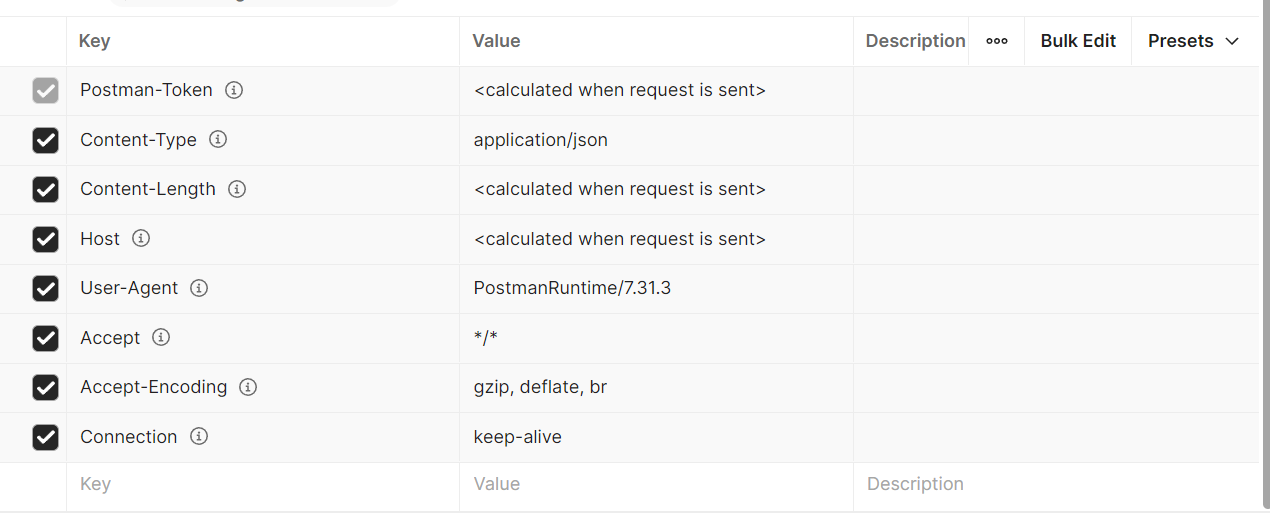 Key Value Description ooo Bulk Edit Presets
Postman-Token <calculated when request is sent>
Content-Type application/json
Content-Length <calculated when request is sent>
Host <calculated when request is sent>
User-Agent PostmanRuntime/7.31.3
Accept */*
Accept-Encoding gzip, deflate, br
Connection keep-alive
Key Value Description